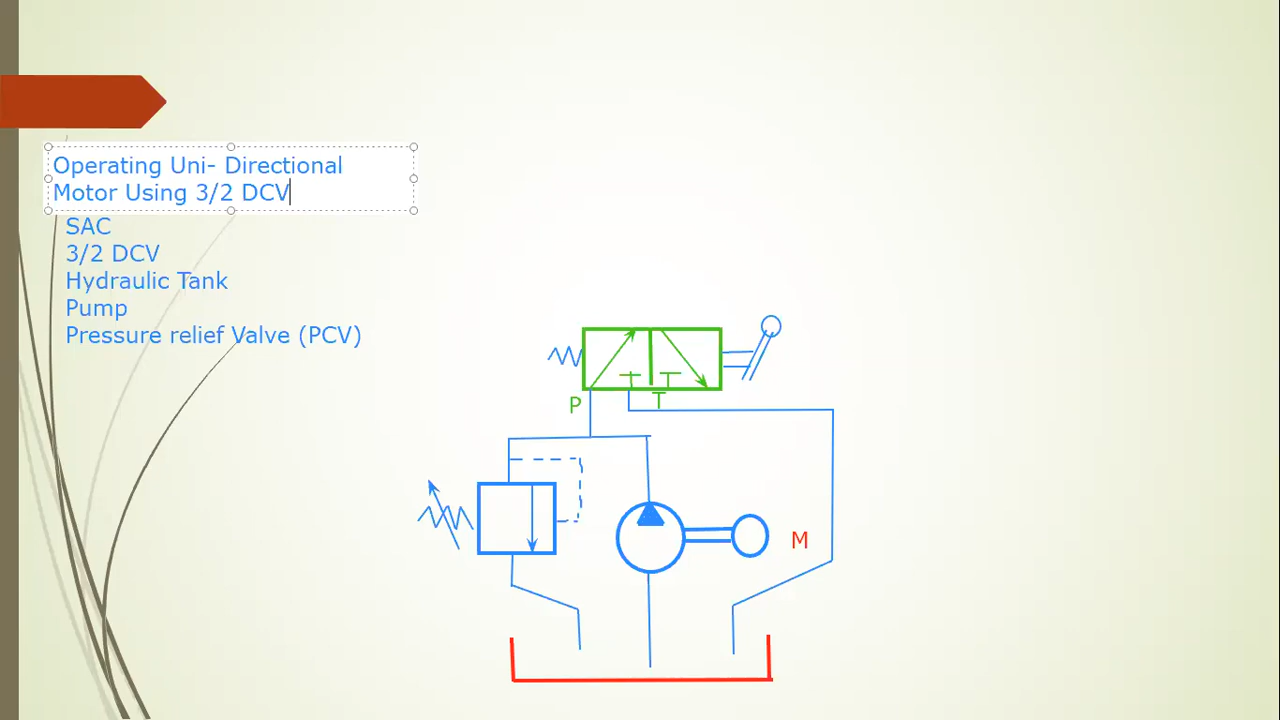 Operating Uni- Directional
Motor Using 3/2 DCV
SAC
3/2 DCV
Hydraulic Tank
Pump
Pressure relief Valve (PCV)
P
T
M